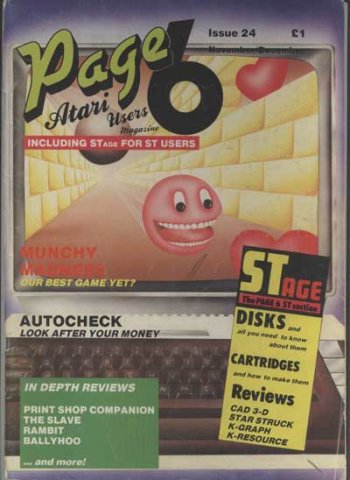 Page 6
Issue 24 £1
November/December
Atari Users
Magazine
INCLUDING STAGE FOR ST USERS
MUNCHY
MADNESS
OUR BEST GAME YET?
STAGE
The PAGE 6 ST section
DISKS and
all you need to know
about them
CARTRIDGES
and how to make them
Reviews
CAD 3-D
STAR STRUCK
K-GRAPH
K-RESOURCE
AUTOCHECK
LOOK AFTER YOUR MONEY
IN DEPTH REVIEWS
PRINT SHOP COMPANION
THE SLAVE
RAMBIT
BALLYHOO
... and more!